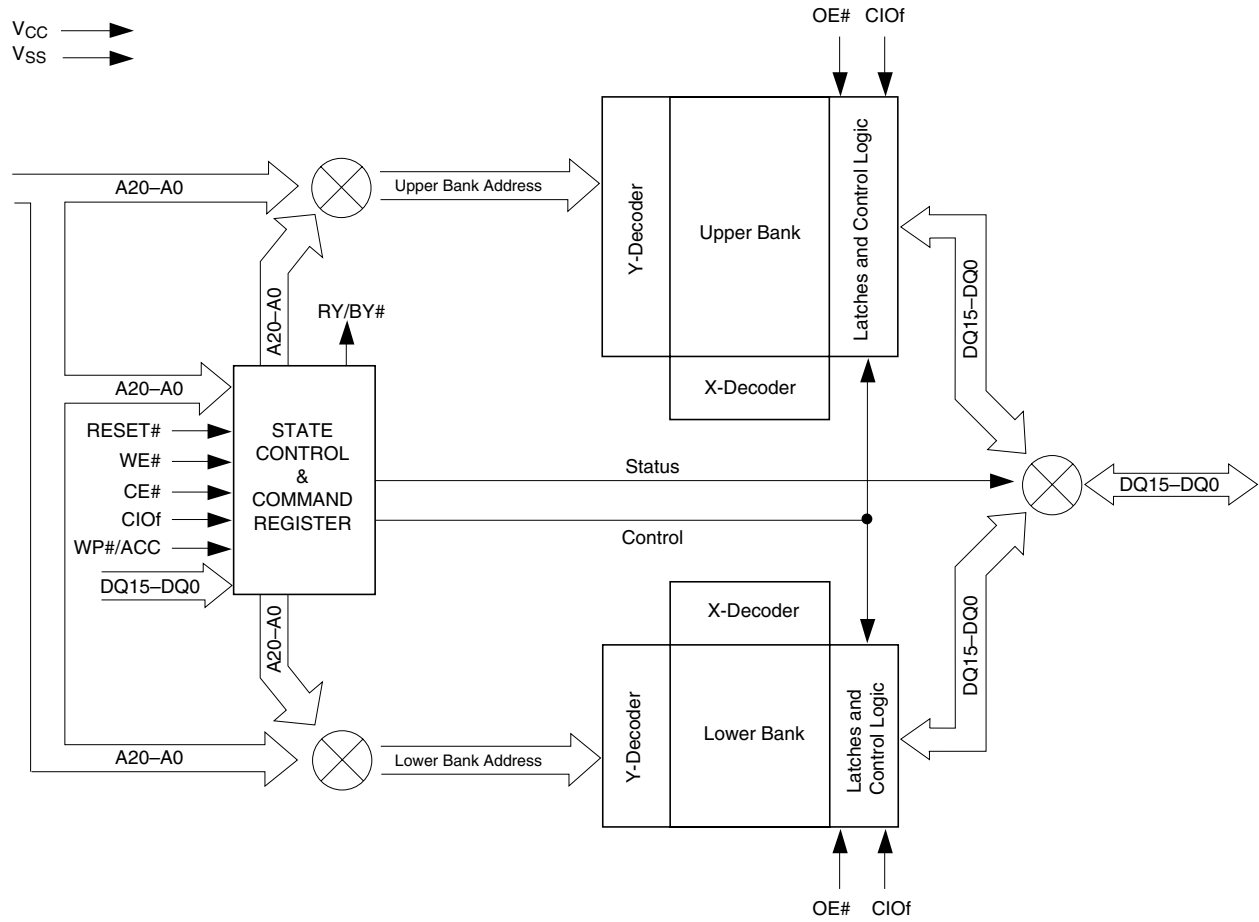 OE# CIOf
VCC
VSS
A20–A0
Upper Bank Address
Y-Decoder
Upper Bank
Latches and Control Logic
A20–A0
RY/BY#
DQ15–DQ0
A20–A0
X-Decoder
RESET#
WE#
CE#
CIOf
WP#/ACC
DQ15–DQ0
STATE
CONTROL
&
COMMAND
REGISTER
Status
Control
DQ15–DQ0
A20–A0
X-Decoder
DQ15–DQ0
Y-Decoder
Lower Bank
Latches and
Control Logic
A20–A0
Lower Bank Address
OE# CIOf